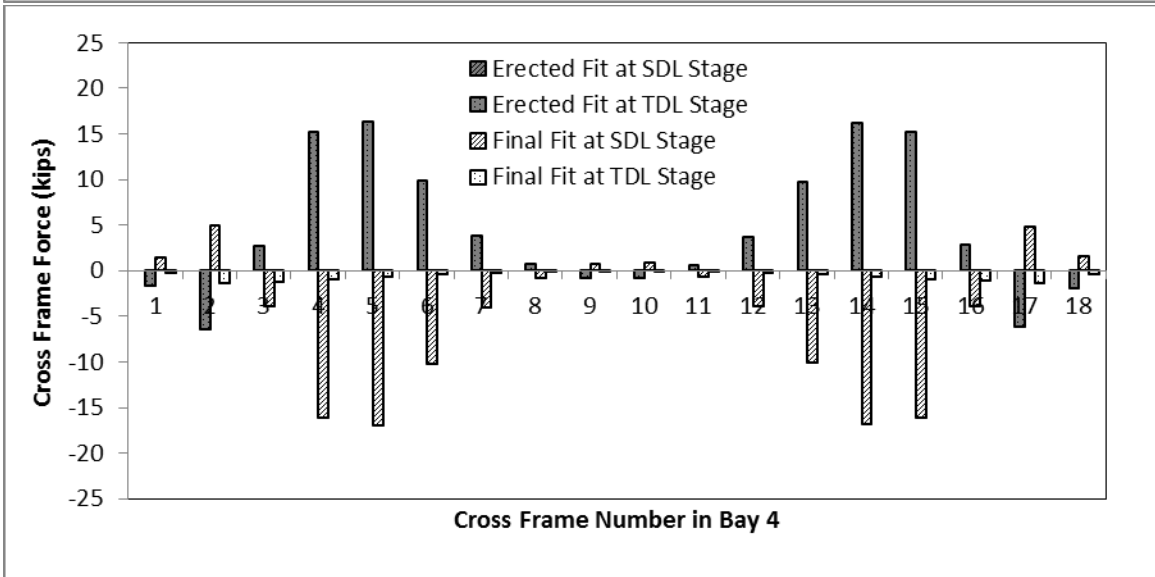 25
20
15
10
5
0
-5
-10
-15
-20
-25
Cross Frame Force (kips)
Erected Fit at SDL Stage
Erected Fit at TDL Stage
Final Fit at SDL Stage
Final Fit at TDL Stage
1 2 3 4 5 6 7 8 9 10 11 12 13 14 15 16 17 18
Cross Frame Number in Bay 4